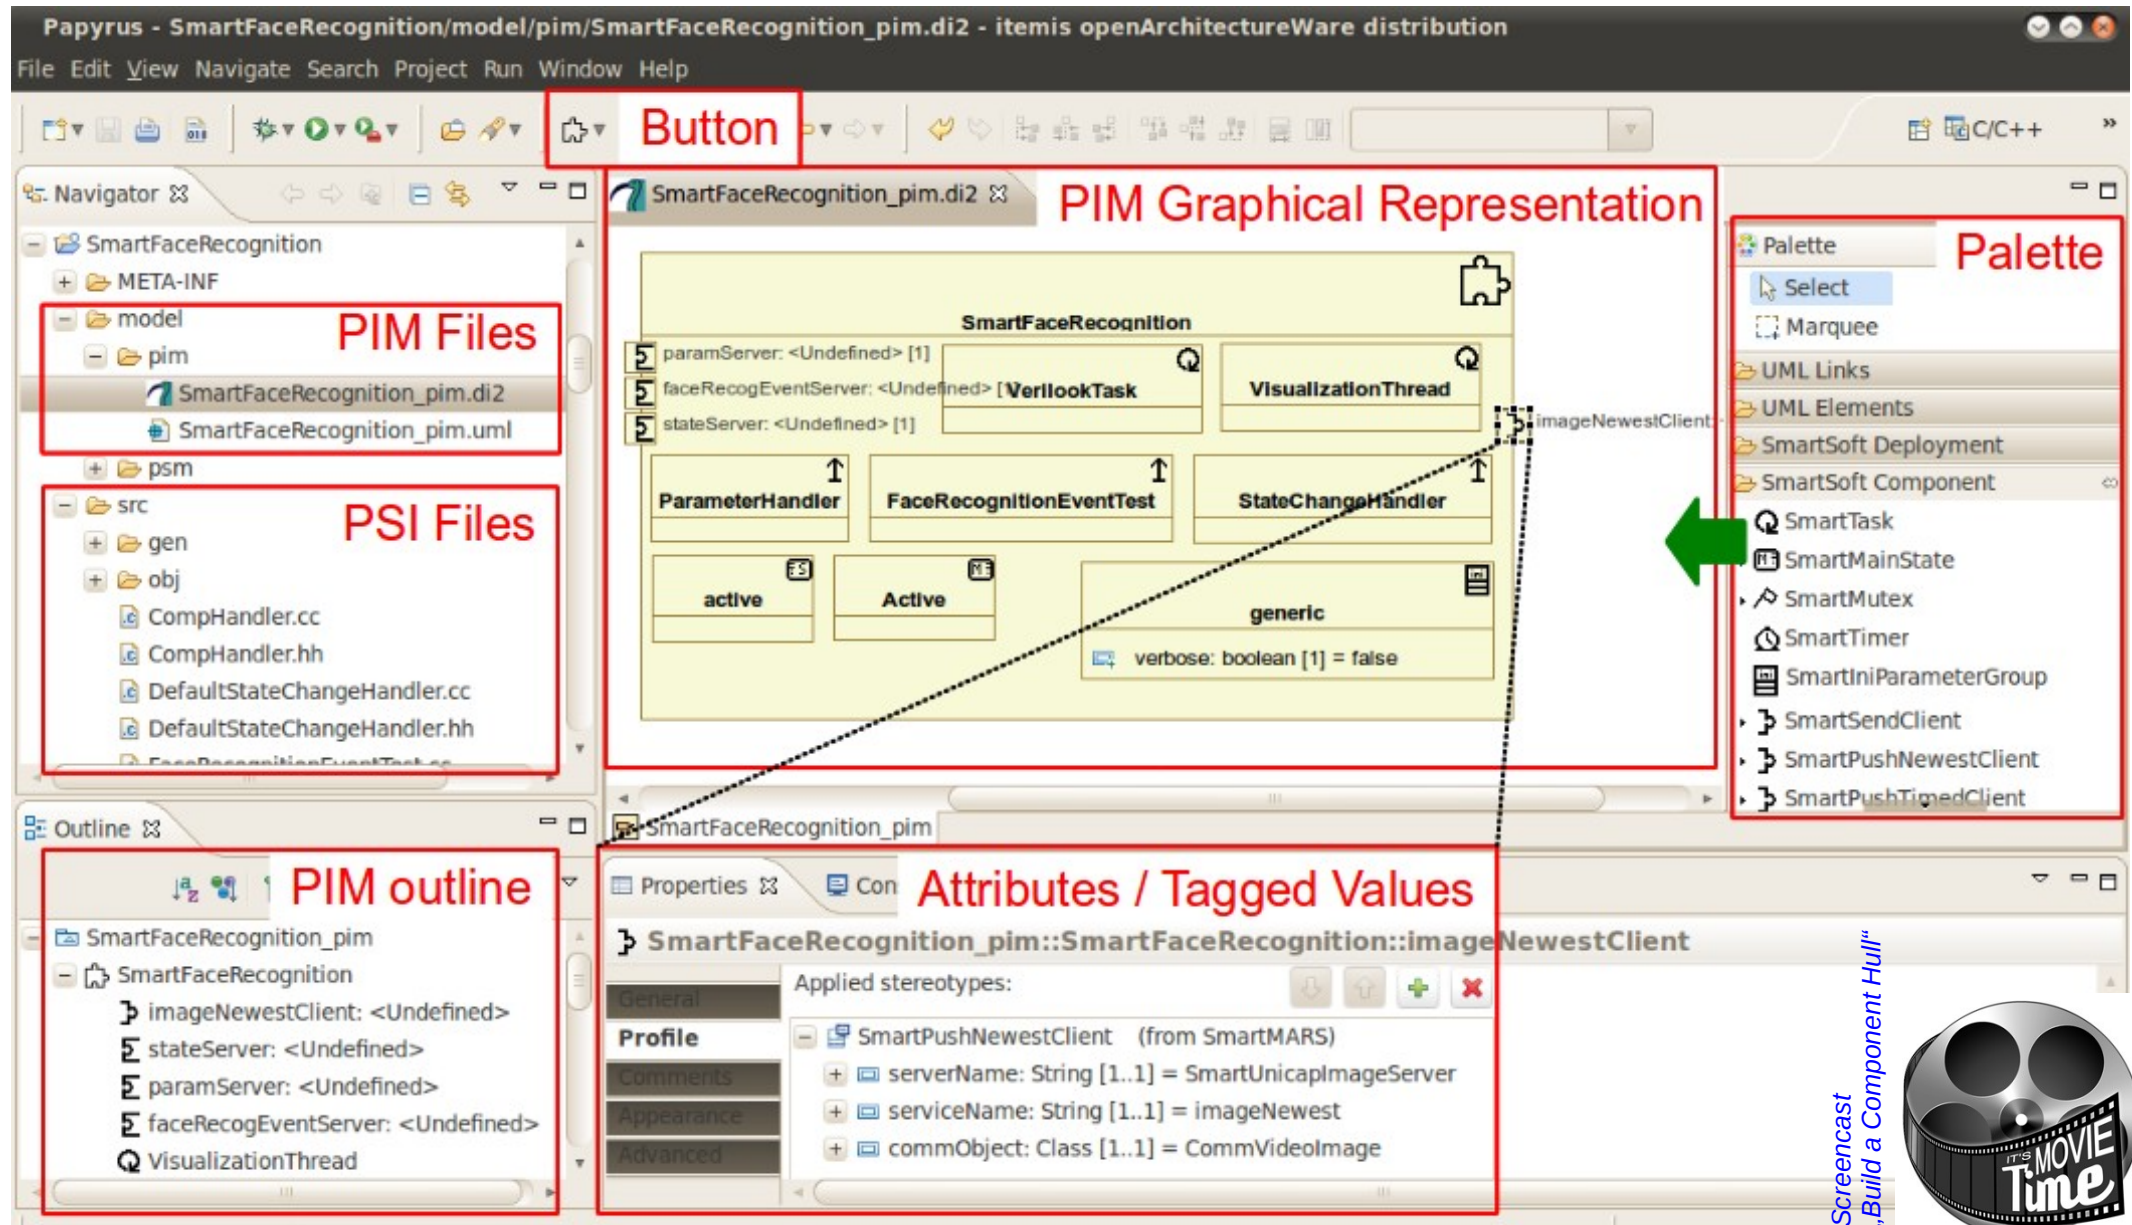 Papyrus - SmartFaceRecognition/model/pim/SmartFaceRecognition_pim.di2 - itemis openArchitectureWare distribution
File Edit View Navigate Search Project Run Window Help
Button
C/C++
Navigator
SmartFaceRecognition
META-INF
model
PIM Files
pim
SmartFaceRecognition_pim.di2
SmartFaceRecognition_pim.uml
psm
src
PSI Files
gen
obj
CompHandler.cc
CompHandler.hh
DefaultStateChangeHandler.cc
DefaultStateChangeHandler.hh
FaceRecognitionEventTest.cc
SmartFaceRecognition_pim.di2
PIM Graphical Representation
SmartFaceRecognition
paramServer: <Undefined> [1]
faceRecogEventServer: <Undefined> [1]
stateServer: <Undefined> [1]
VerilookTask
VisualizationThread
imageNewestClient:
ParameterHandler
FaceRecognitionEventTest
StateChangeHandler
active
Active
generic
verbose: boolean [1] = false
SmartFaceRecognition_pim
Palette
Palette
Select
Marquee
UML Links
UML Elements
SmartSoft Deployment
SmartSoft Component
SmartTask
SmartMainState
SmartMutex
SmartTimer
SmartIniParameterGroup
SmartSendClient
SmartPushNewestClient
SmartPushTimedClient
Outline
PIM outline
SmartFaceRecognition_pim
SmartFaceRecognition
imageNewestClient: <Undefined>
stateServer: <Undefined>
paramServer: <Undefined>
faceRecogEventServer: <Undefined>
VisualizationThread
Properties
Con
Attributes / Tagged Values
SmartFaceRecognition_pim::SmartFaceRecognition::imageNewestClient
General
Profile
Comments
Appearance
Advanced
Applied stereotypes:
SmartPushNewestClient (from SmartMARS)
serverName: String [1..1] = SmartUnicapImageServer
serviceName: String [1..1] = imageNewest
commObject: Class [1..1] = CommVideoImage
Screencast
„Build a Component Hull“
IT'S MOVIE
Time